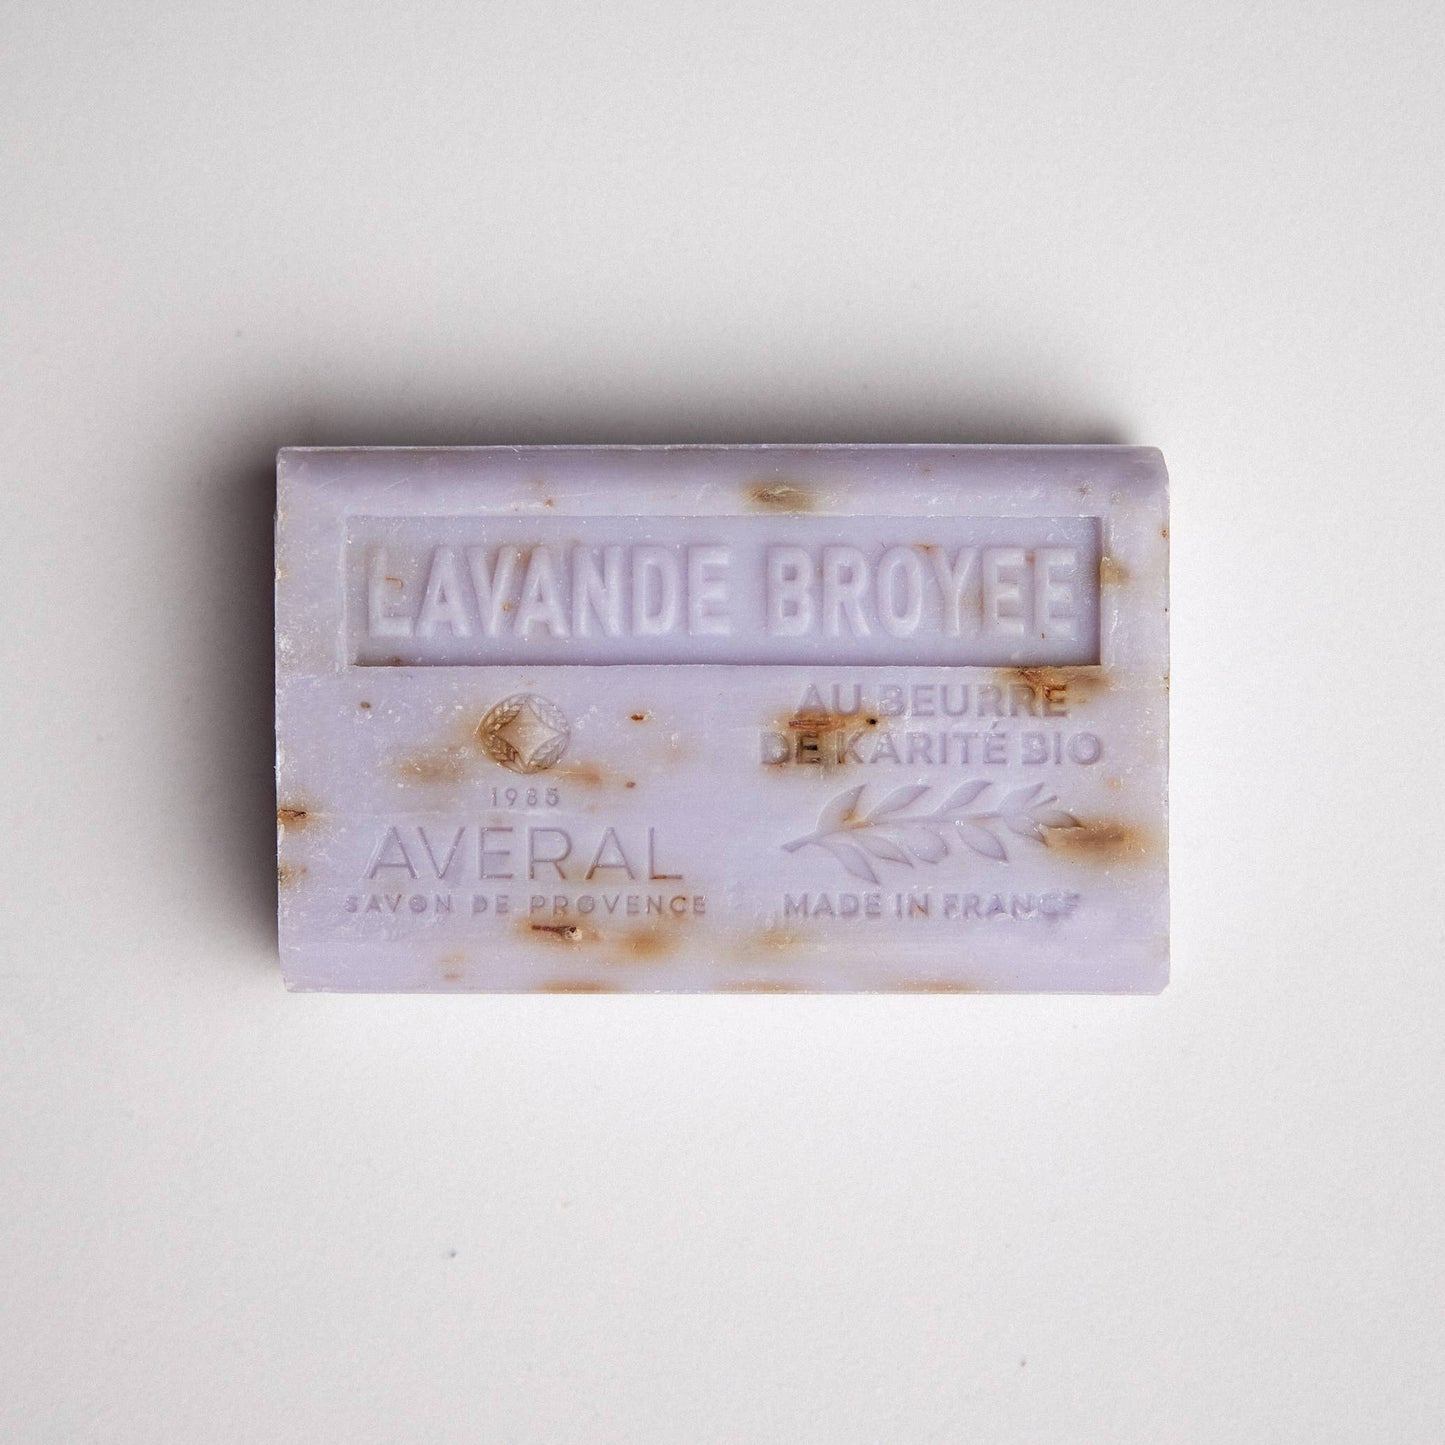 LAVANDE BROYEE
1985
AVERAL
SAVON DE PROVENCE
AU BEURRE
DE KARITÉ BIO
MADE IN FRANCE